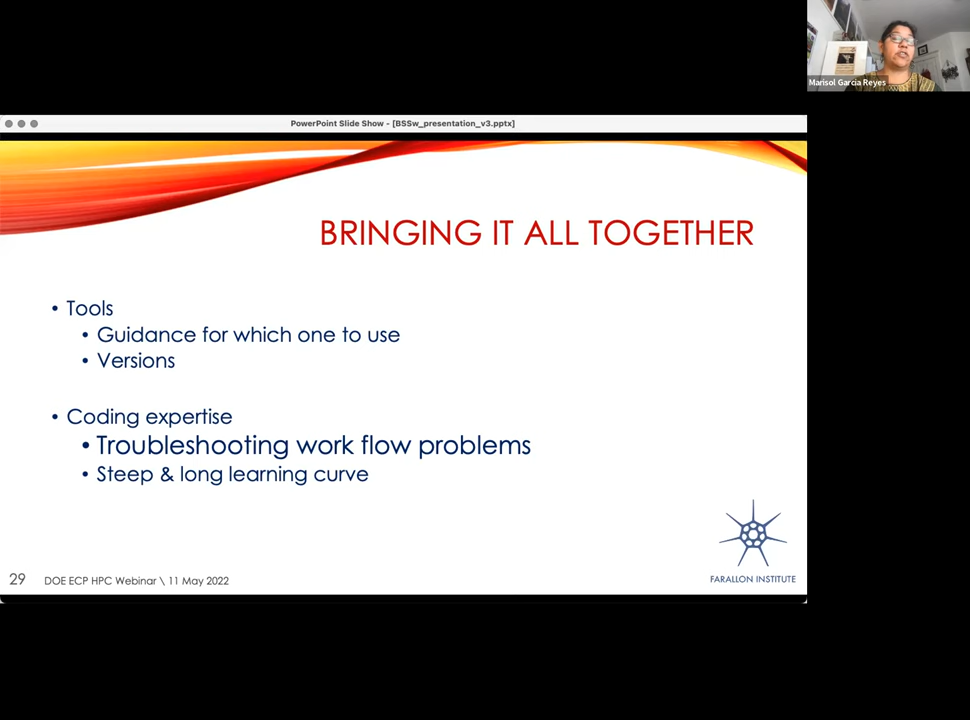 Marisol Garcia Reyes
PowerPoint Slide Show - [BSSw_presentation_v3.pptx]
BRINGING IT ALL TOGETHER
• Tools
• Guidance for which one to use
• Versions
• Coding expertise
• Troubleshooting work flow problems
• Steep & long learning curve
FARALLON INSTITUTE
29 DOE ECP HPC Webinar \ 11 May 2022